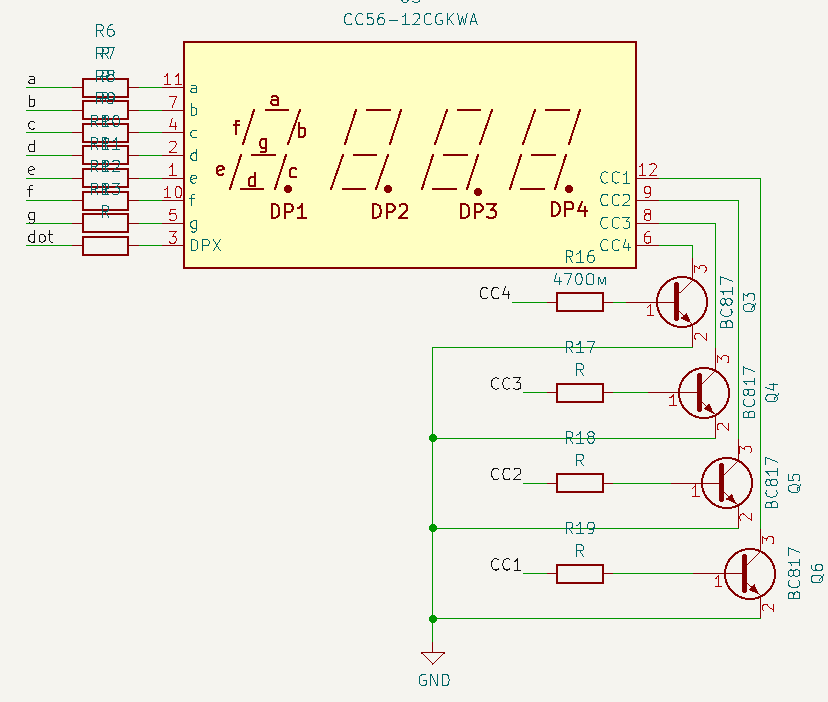 CC56-12CGKWA
R6
a
11
a
b
7
b
c
4
c
d
2
d
e
1
e
f
10
f
g
5
g
dot
3
DPX
R
a
f
b
g
e
c
d
DP1
DP2
DP3
DP4
CC1
12
CC2
9
CC3
8
CC4
6
R16
470Ом
CC4
1
3
2
BC817
Q3
R17
R
CC3
1
3
2
BC817
Q4
R18
R
CC2
1
3
2
BC817
Q5
R19
R
CC1
1
3
2
BC817
Q6
GND